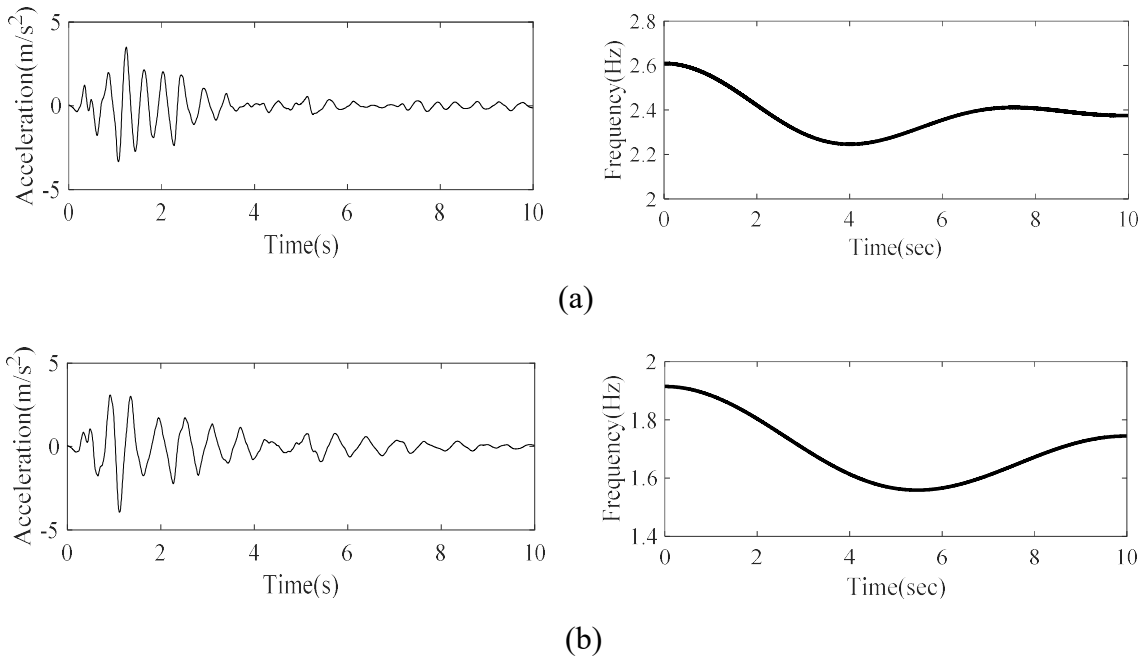 Acceleration(m/s²)
5
0
-5
0 2 4 6 8 10
Time(s)
Frequency(Hz)
2.8
2.6
2.4
2.2
2
0 2 4 6 8 10
Time(sec)
(a)
Acceleration(m/s²)
5
0
-5
0 2 4 6 8 10
Time(s)
Frequency(Hz)
2
1.8
1.6
1.4
0 2 4 6 8 10
Time(sec)
(b)